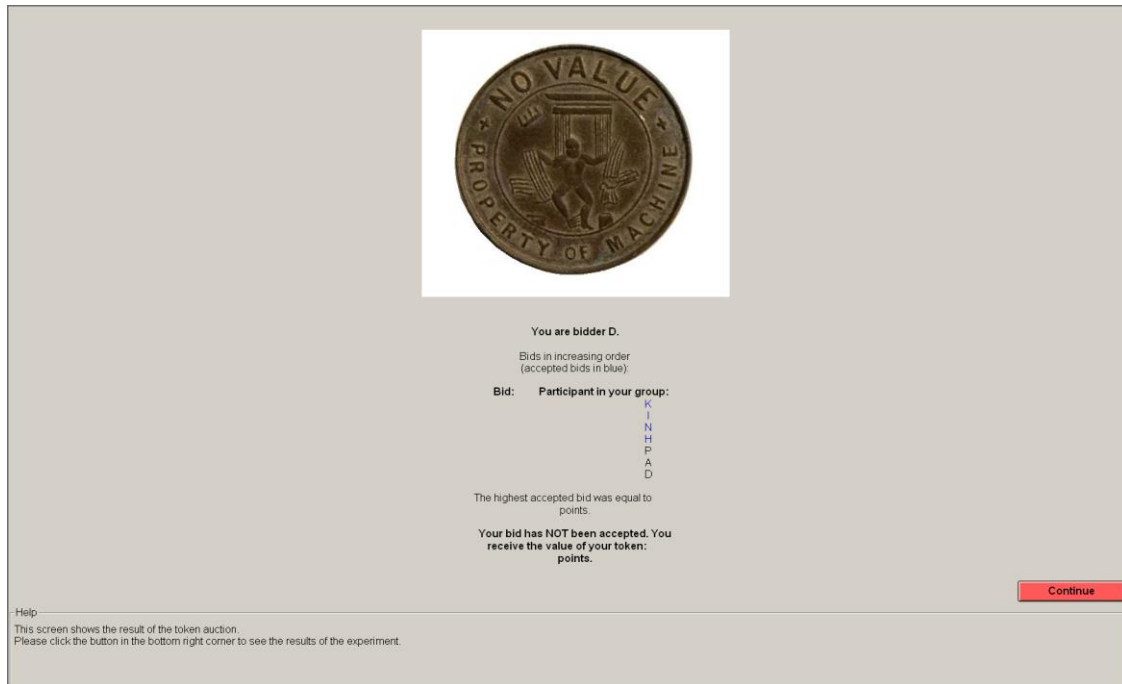 NO VALUE
PROPERTY OF MACHINE
You are bidder D.
Bids in increasing order
(accepted bids in blue):
Bid: Participant in your group:
K
I
N
H
P
A
D
The highest accepted bid was equal to
points.
Your bid has NOT been accepted. You
receive the value of your token:
points.
Continue
Help
This screen shows the result of the token auction.
Please click the button in the bottom right corner to see the results of the experiment.